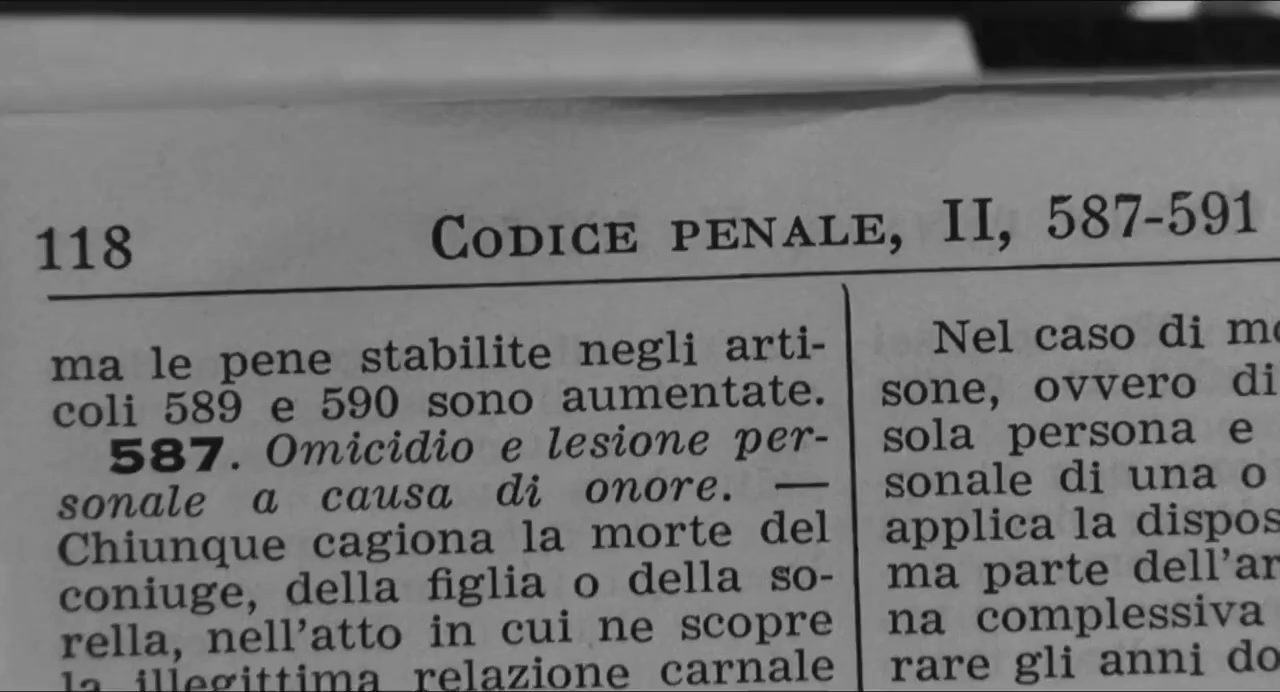 118
CODICE PENALE, II, 587-591
ma le pene stabilite negli arti-
coli 589 e 590 sono aumentate.
587. Omicidio e lesione per-
sonale a causa di onore. —
Chiunque cagiona la morte del
coniuge, della figlia o della so-
rella, nell'atto in cui ne scopre
la illegittima relazione carnale
Nel caso di
sone, ovvero di
sola persona e
sonale di una o
applica la dispos
ma parte dell'ar
na complessiva
rare gli anni do